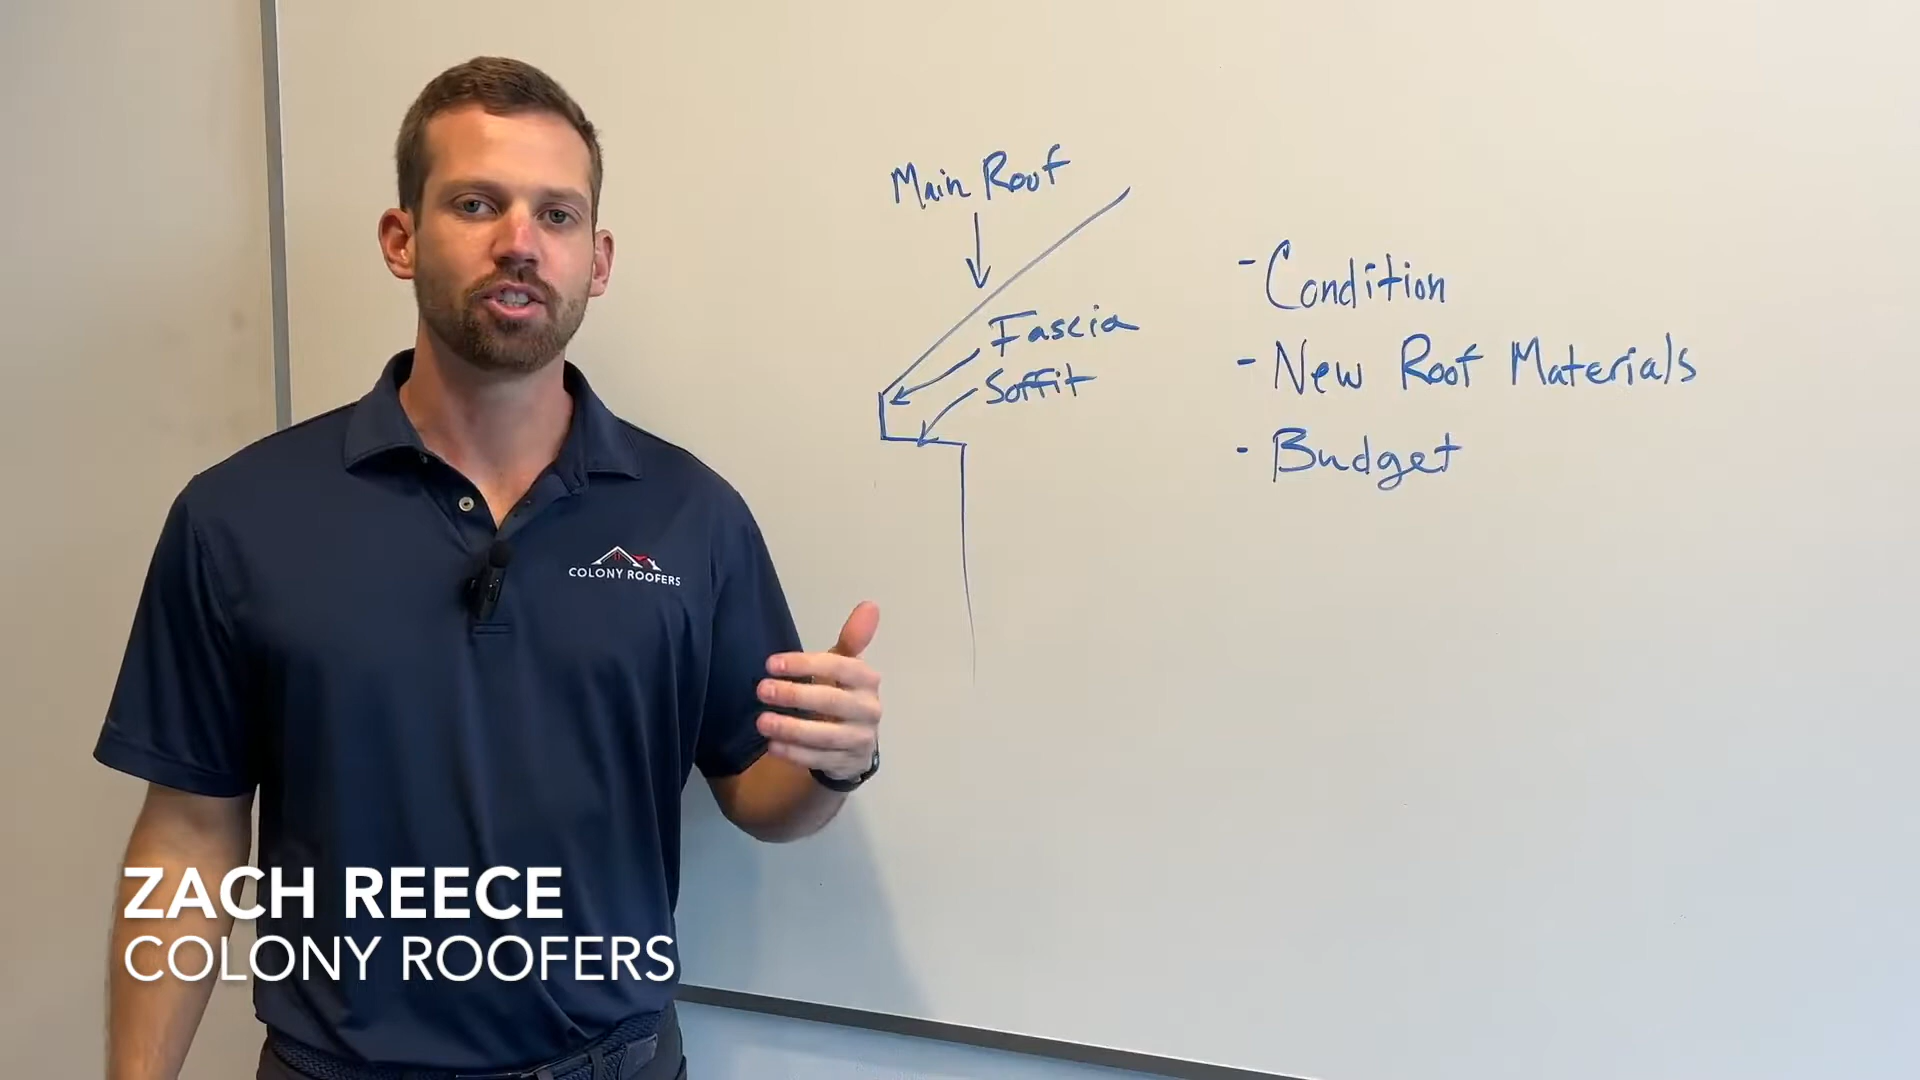 Main Roof
Fascia
Soffit
- Condition
- New Roof Materials
- Budget
COLONY ROOFERS
ZACH REECE
COLONY ROOFERS